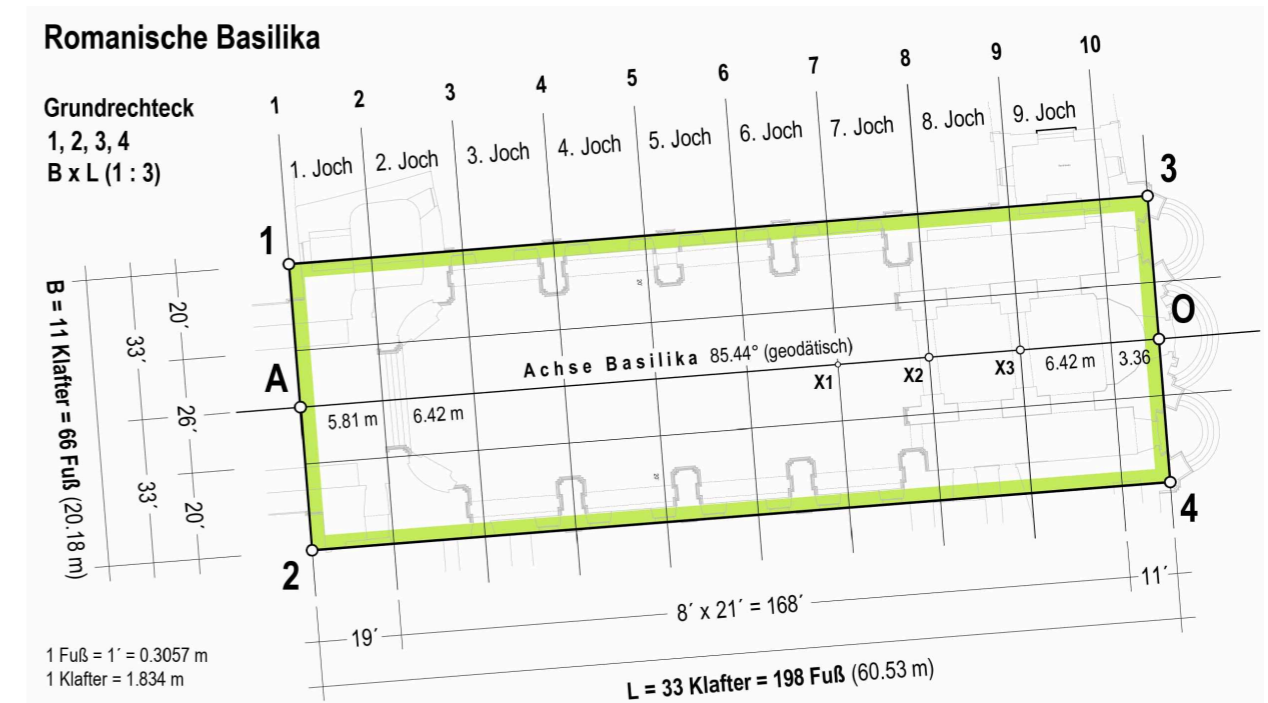 Romanische Basilika
Grundrechteck
1, 2, 3, 4
B x L (1 : 3)
1
2
3
4
5
6
7
8
9
10
1. Joch
2. Joch
3. Joch
4. Joch
5. Joch
6. Joch
7. Joch
8. Joch
9. Joch
1
3
A
O
2
4
Achse Basilika 85.44° (geodätisch)
X1
X2
X3
6.42 m
3.36
5.81 m
6.42 m
B = 11 Klafter = 66 Fuß (20.18 m)
33´
33´
20´
26´
20´
20´
20´
19´
8´ x 21´ = 168´
11´
L = 33 Klafter = 198 Fuß (60.53 m)
1 Fuß = 1´ = 0.3057 m
1 Klafter = 1.834 m